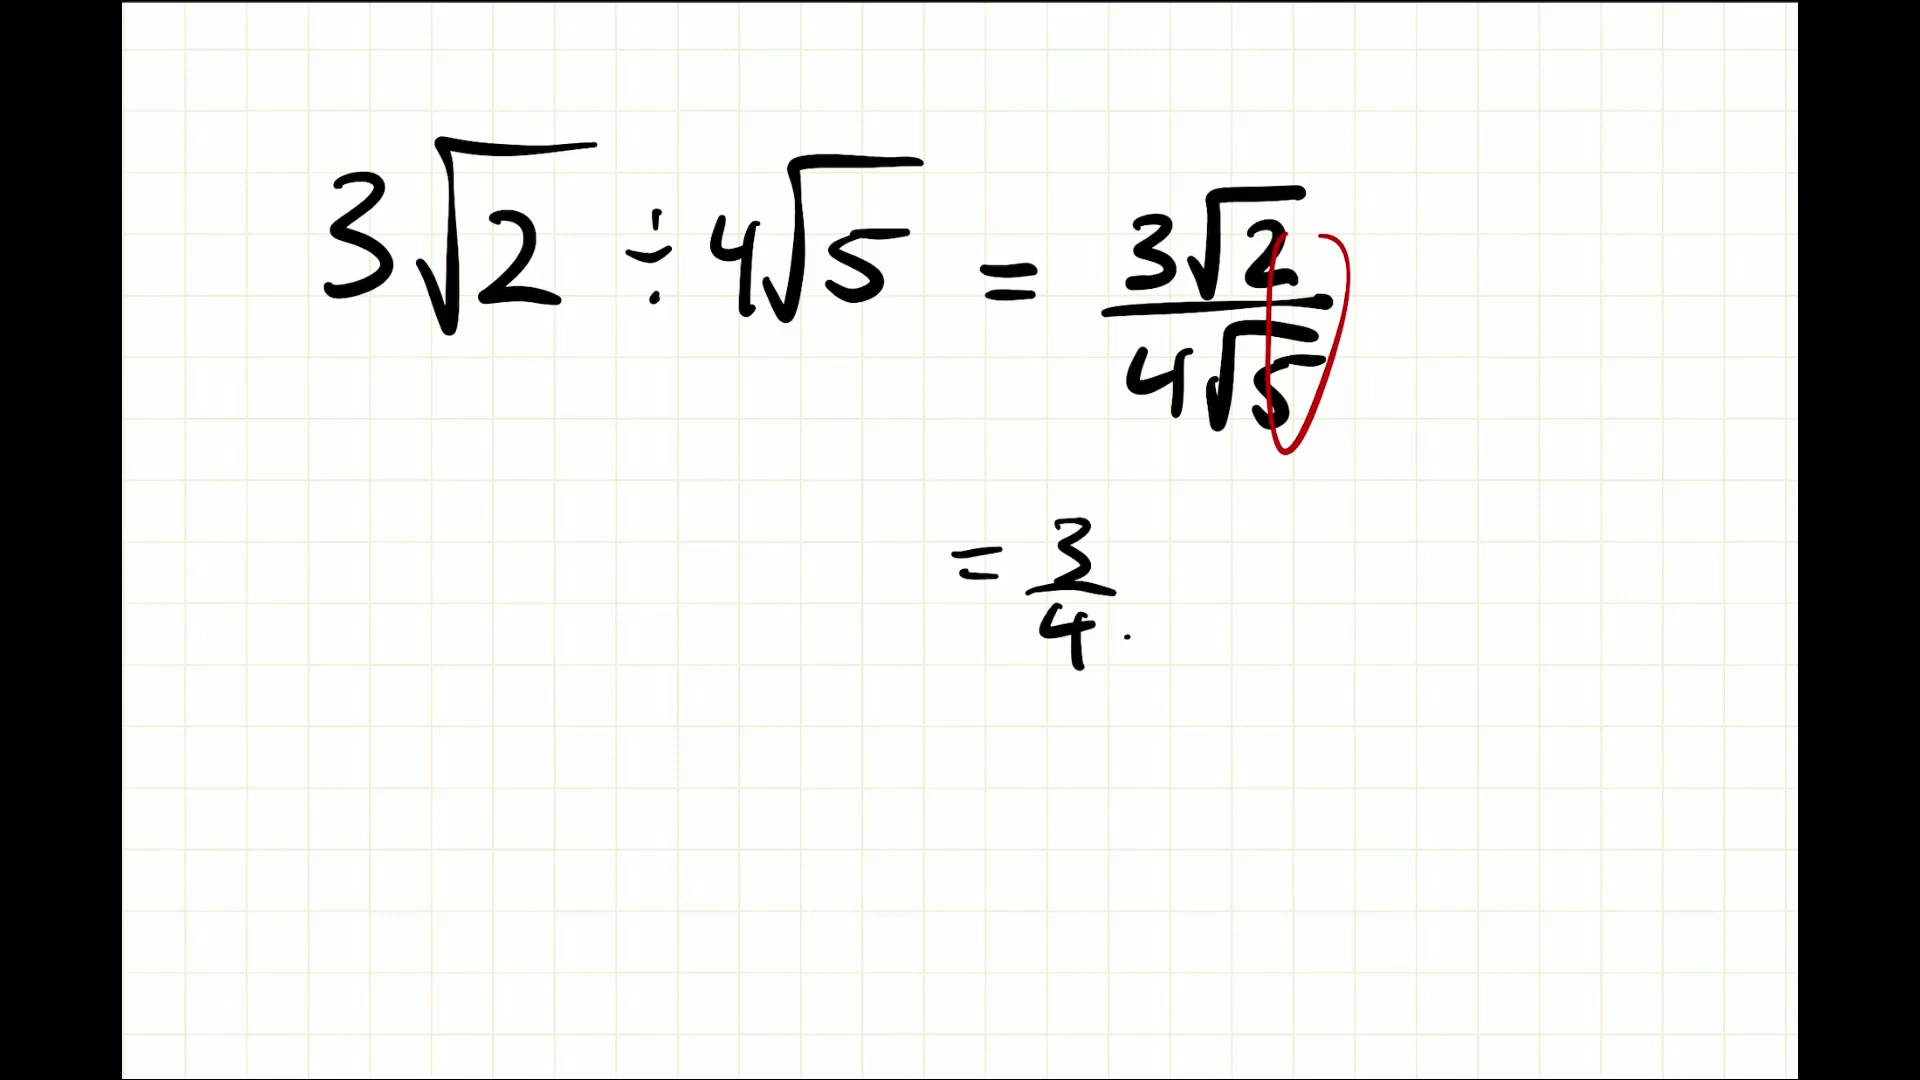 3√2 ÷ 4√5 = 3√2/4√5
= 3/4 .